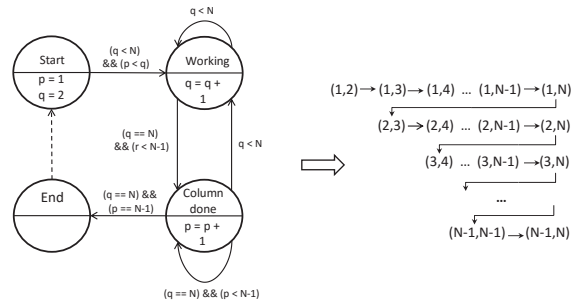 q < N
(q < N)
&& (p < q)
Start
p = 1
q = 2
Working
q = q +
1
(q == N)
&& (r < N-1)
q < N
End
(q == N) &&
(p == N-1)
Column
done
p = p +
1
(q == N) && (p < N-1)
(1,2) → (1,3) → (1,4) ... (1,N-1) → (1,N)
(2,3) → (2,4) ... (2,N-1) → (2,N)
(3,4) ... (3,N-1) → (3,N)
...
(N-1,N-1) → (N-1,N)